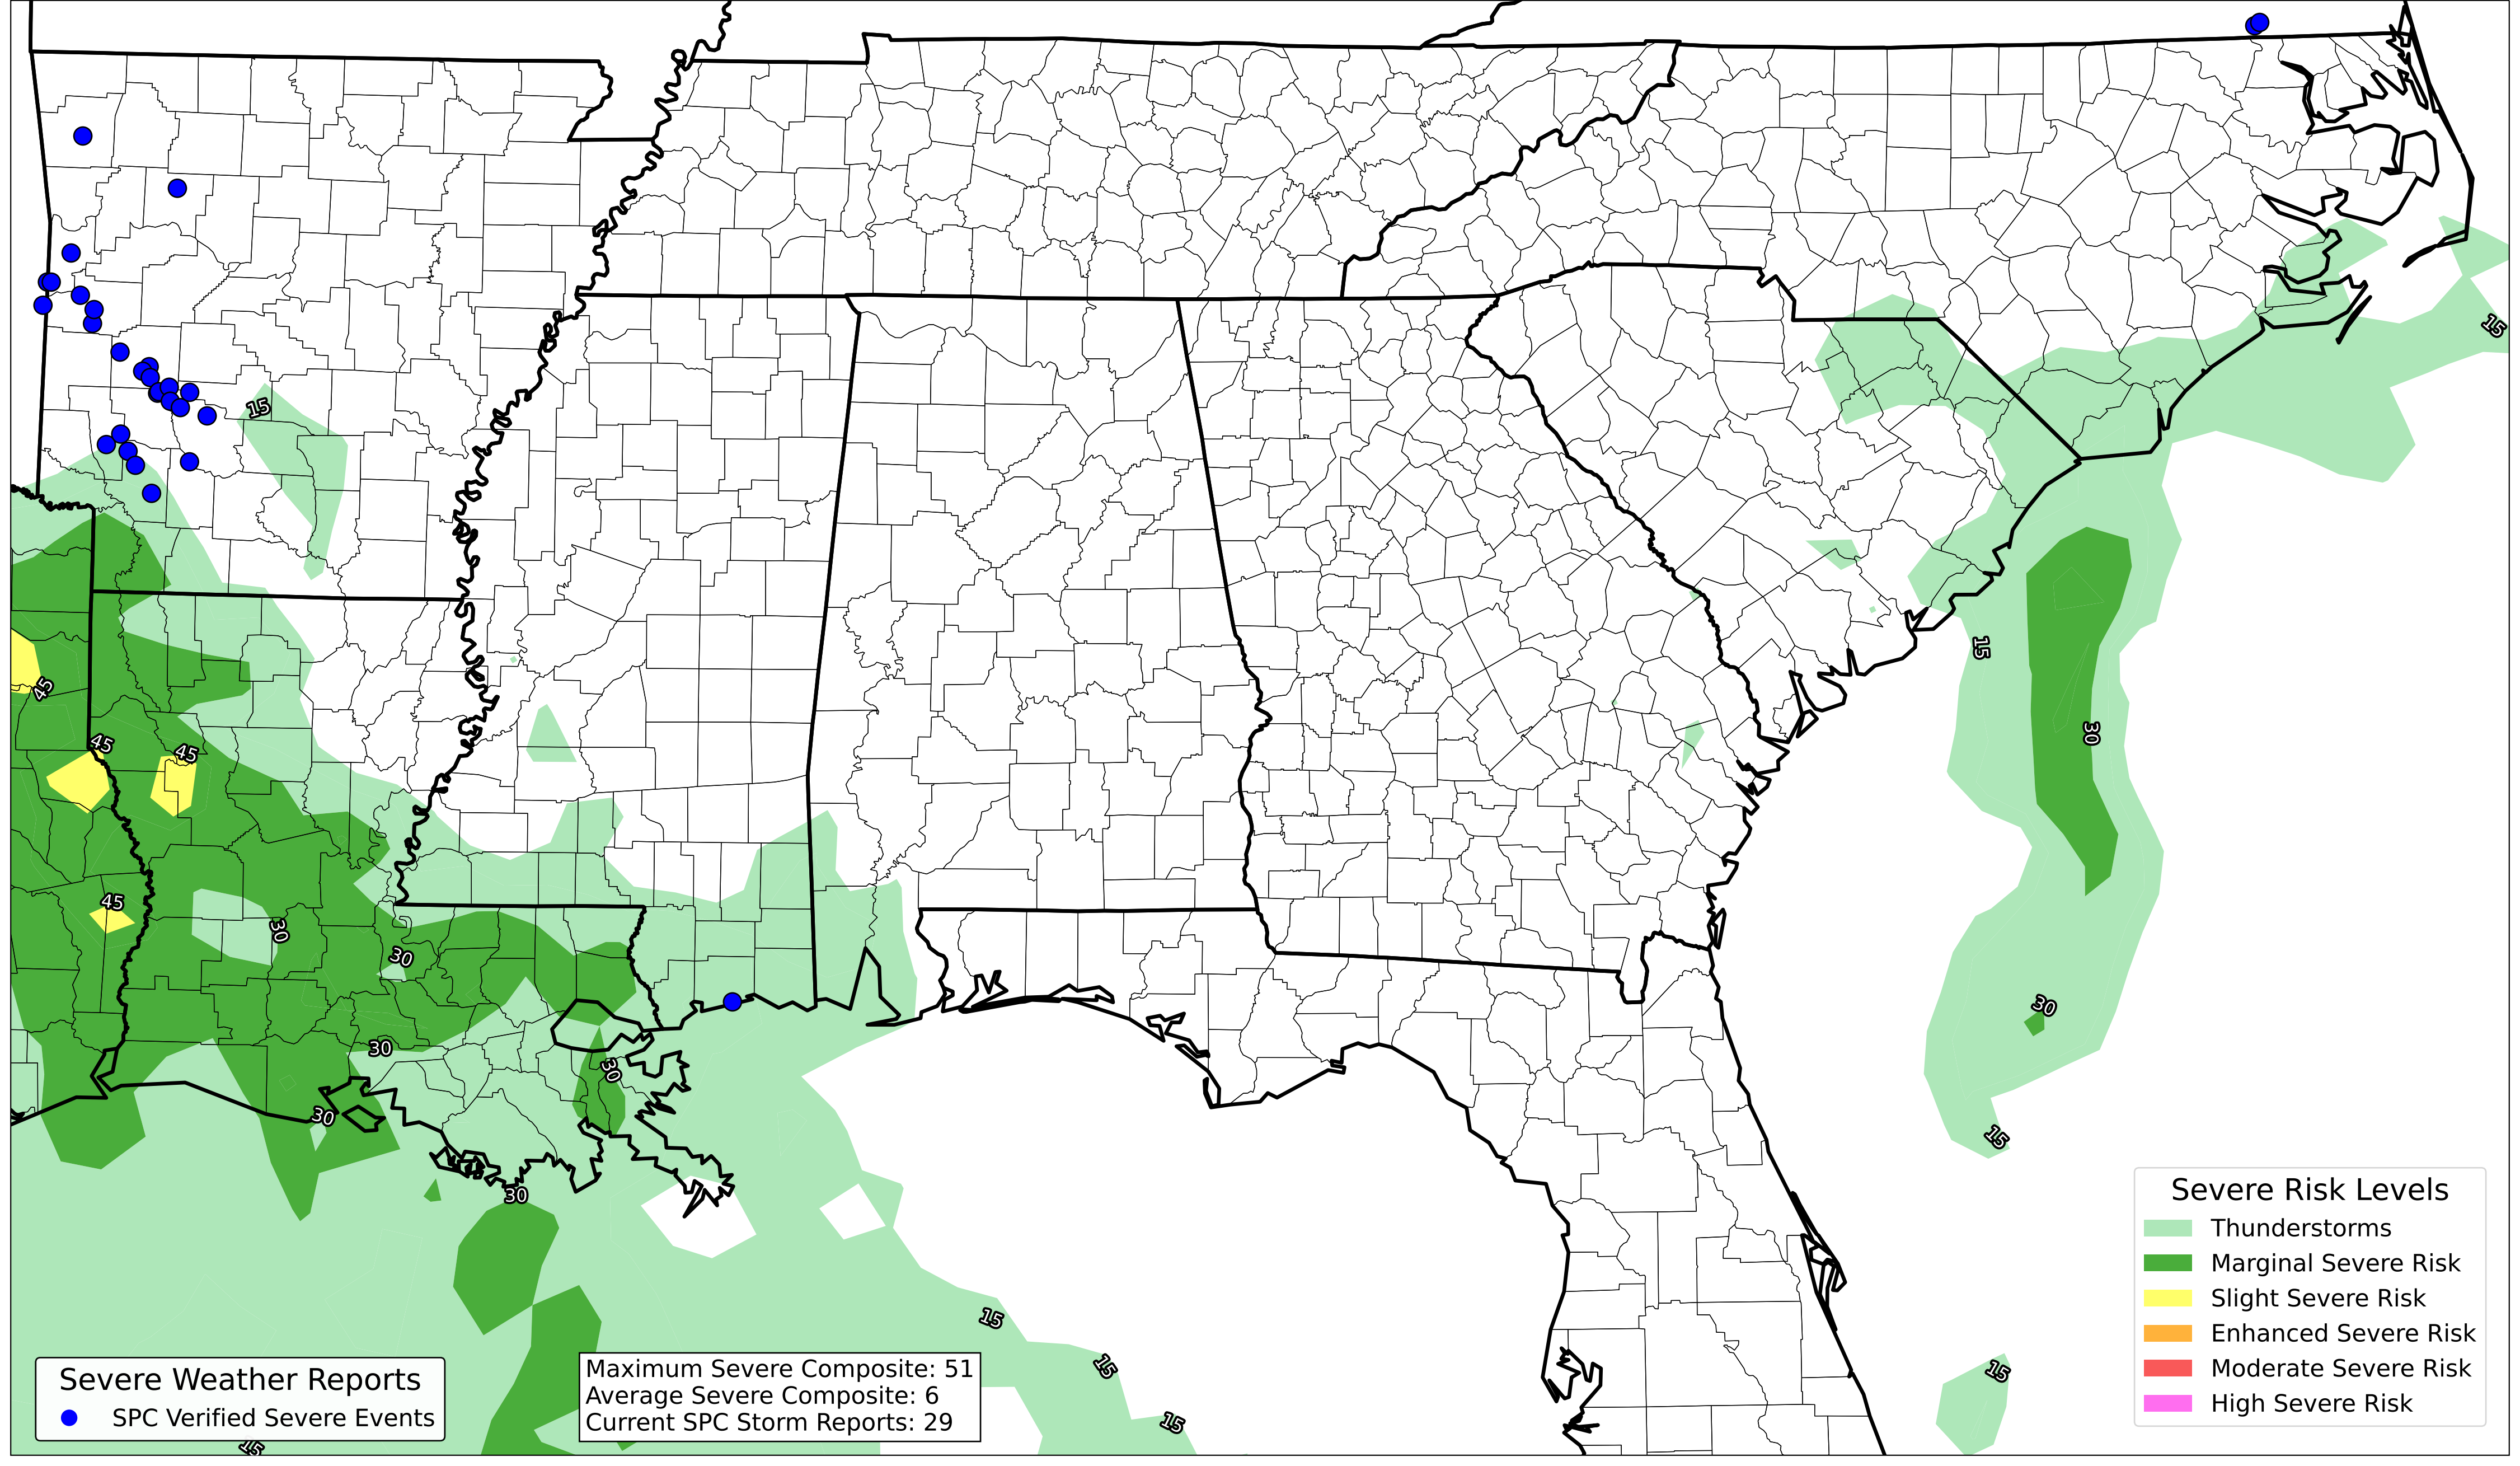 15
15
15
45
45
45
30
45
30
30
30
15
30
30
30
30
15
15
15
15
15
15
Severe Risk Levels
Thunderstorms
Marginal Severe Risk
Slight Severe Risk
Enhanced Severe Risk
Moderate Severe Risk
High Severe Risk
Severe Weather Reports
SPC Verified Severe Events
Maximum Severe Composite: 51
Average Severe Composite: 6
Current SPC Storm Reports: 29